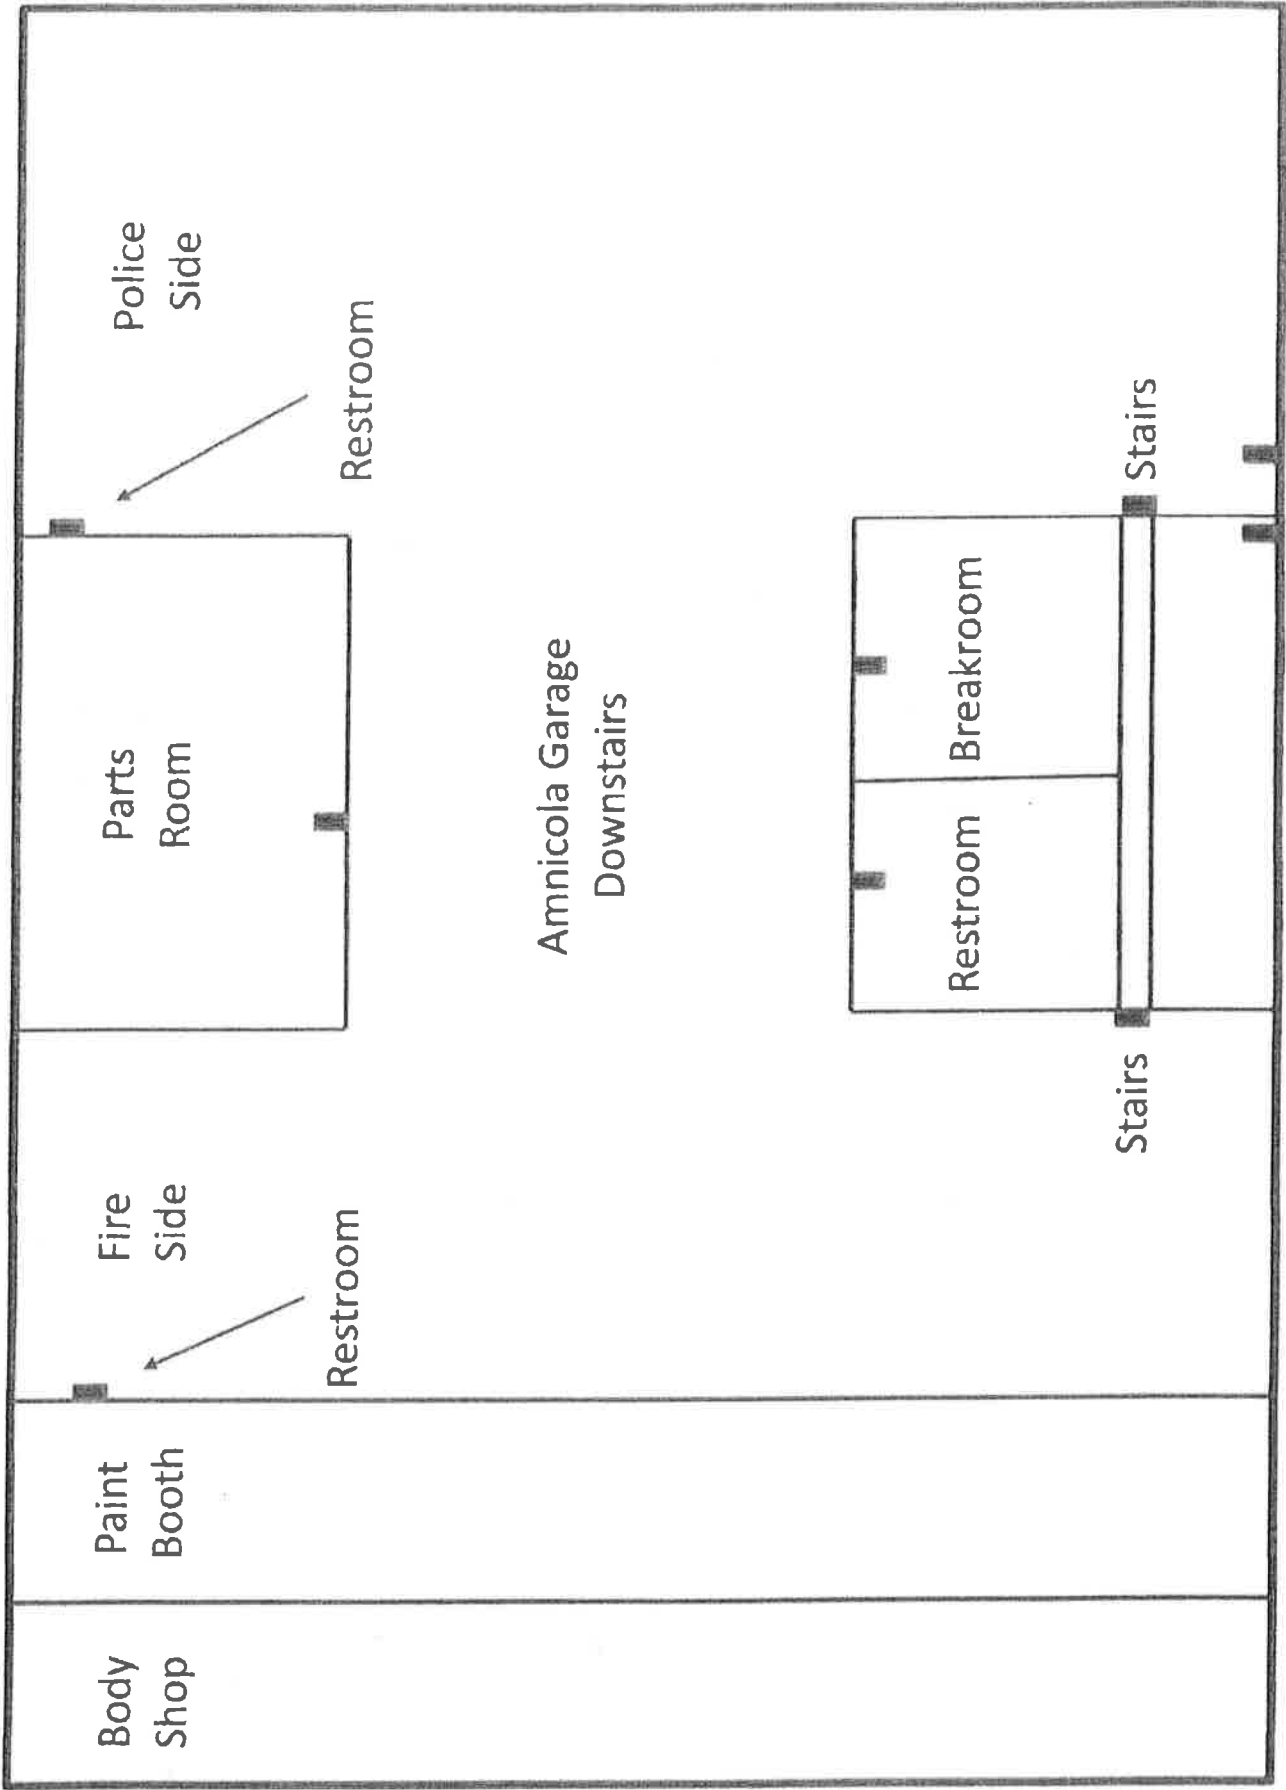 Body
Shop
Paint
Booth
Fire
Side
Restroom
Parts
Room
Police
Side
Restroom
Amnicola Garage
Downstairs
Restroom
Breakroom
Stairs
Stairs